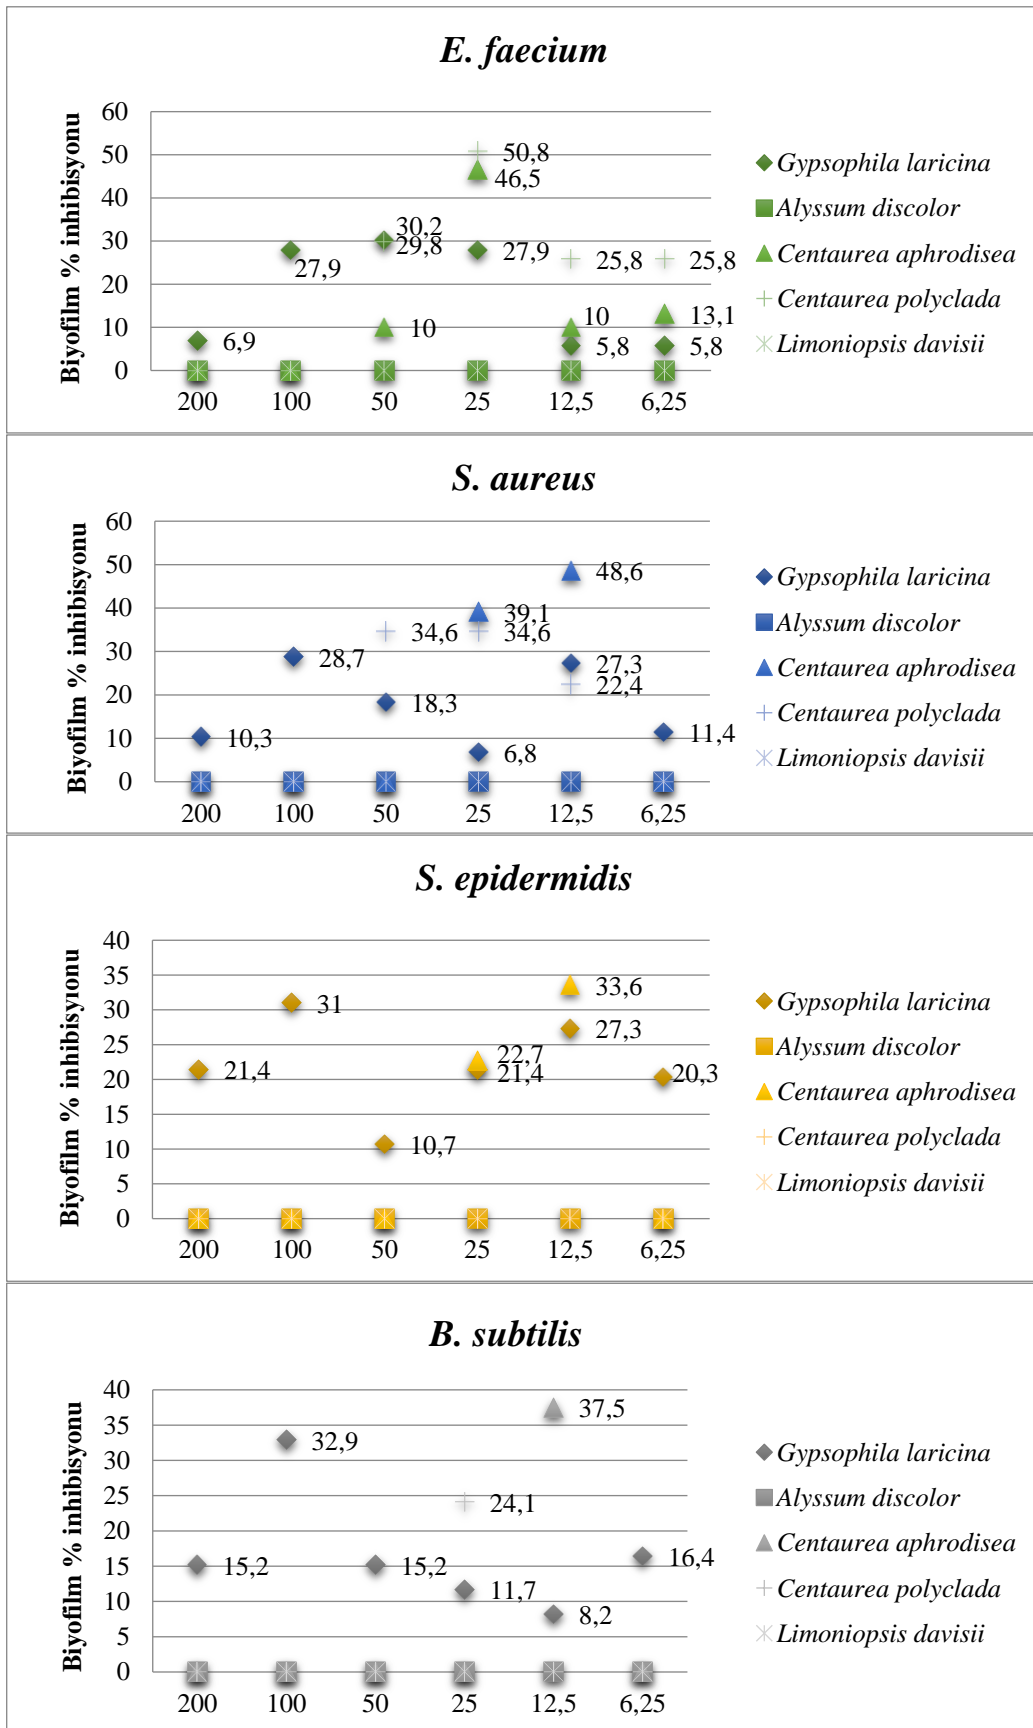 E. faecium
Biyofilm % inhibisyonu
60
50
40
30
20
10
0
50,8
46,5
30,2
29,8
27,9
27,9
25,8
25,8
10
10
13,1
6,9
5,8
5,8
200 100 50 25 12,5 6,25
Gypsophila laricina
Alyssum discolor
Centaurea aphrodisea
Centaurea polyclada
Limoniopsis davisii
S. aureus
Biyofilm % inhibisyonu
60
50
40
30
20
10
0
48,6
39,1
34,6
34,6
28,7
27,3
22,4
18,3
10,3
6,8
11,4
200 100 50 25 12,5 6,25
Gypsophila laricina
Alyssum discolor
Centaurea aphrodisea
Centaurea polyclada
Limoniopsis davisii
S. epidermidis
Biyofilm % inhibisyonu
40
35
30
25
20
15
10
5
0
33,6
31
27,3
22,7
21,4
21,4
20,3
10,7
200 100 50 25 12,5 6,25
Gypsophila laricina
Alyssum discolor
Centaurea aphrodisea
Centaurea polyclada
Limoniopsis davisii
B. subtilis
Biyofilm % inhibisyonu
40
35
30
25
20
15
10
5
0
37,5
32,9
24,1
15,2
15,2
16,4
11,7
8,2
200 100 50 25 12,5 6,25
Gypsophila laricina
Alyssum discolor
Centaurea aphrodisea
Centaurea polyclada
Limoniopsis davisii